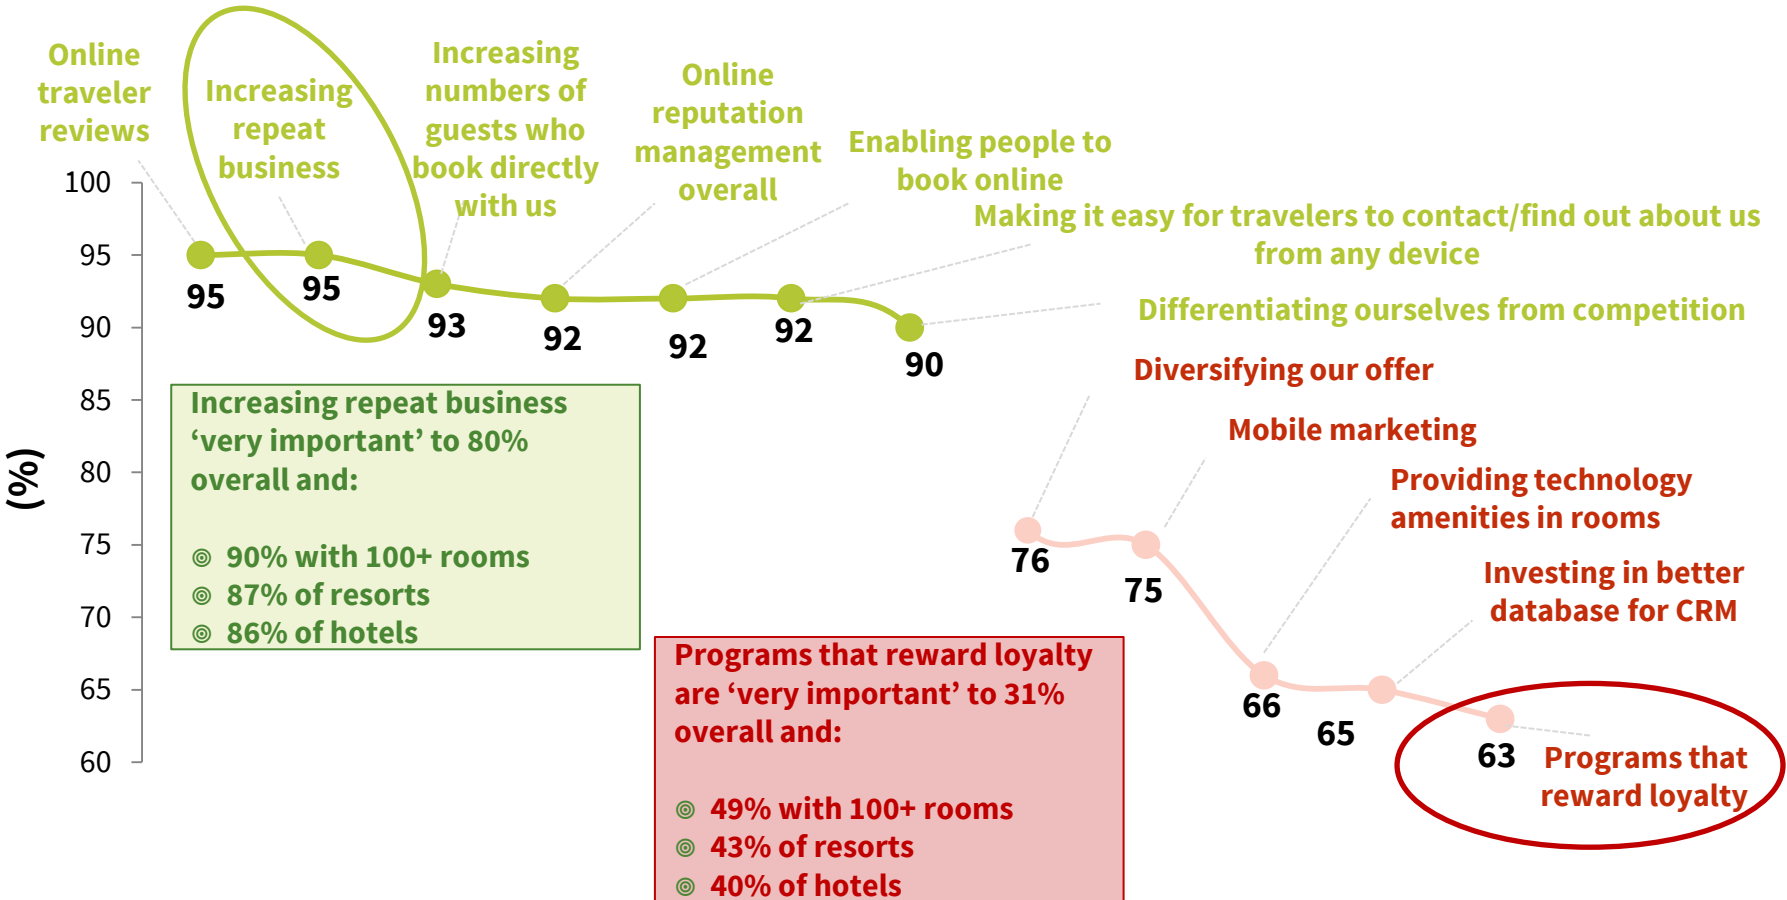 Online
traveler
reviews
Increasing
repeat
business
Increasing
numbers of
guests who
book directly
with us
Online
reputation
management
overall
Enabling people to
book online
Making it easy for travelers to contact/find out about us
from any device
Differentiating ourselves from competition
Diversifying our offer
Mobile marketing
Providing technology
amenities in rooms
Investing in better
database for CRM
Programs that
reward loyalty
(%)
100
95
90
85
80
75
70
65
60
95
95
93
92
92
92
90
76
75
66
65
63
Increasing repeat business
‘very important’ to 80%
overall and:
90% with 100+ rooms
87% of resorts
86% of hotels
Programs that reward loyalty
are ‘very important’ to 31%
overall and:
49% with 100+ rooms
43% of resorts
40% of hotels